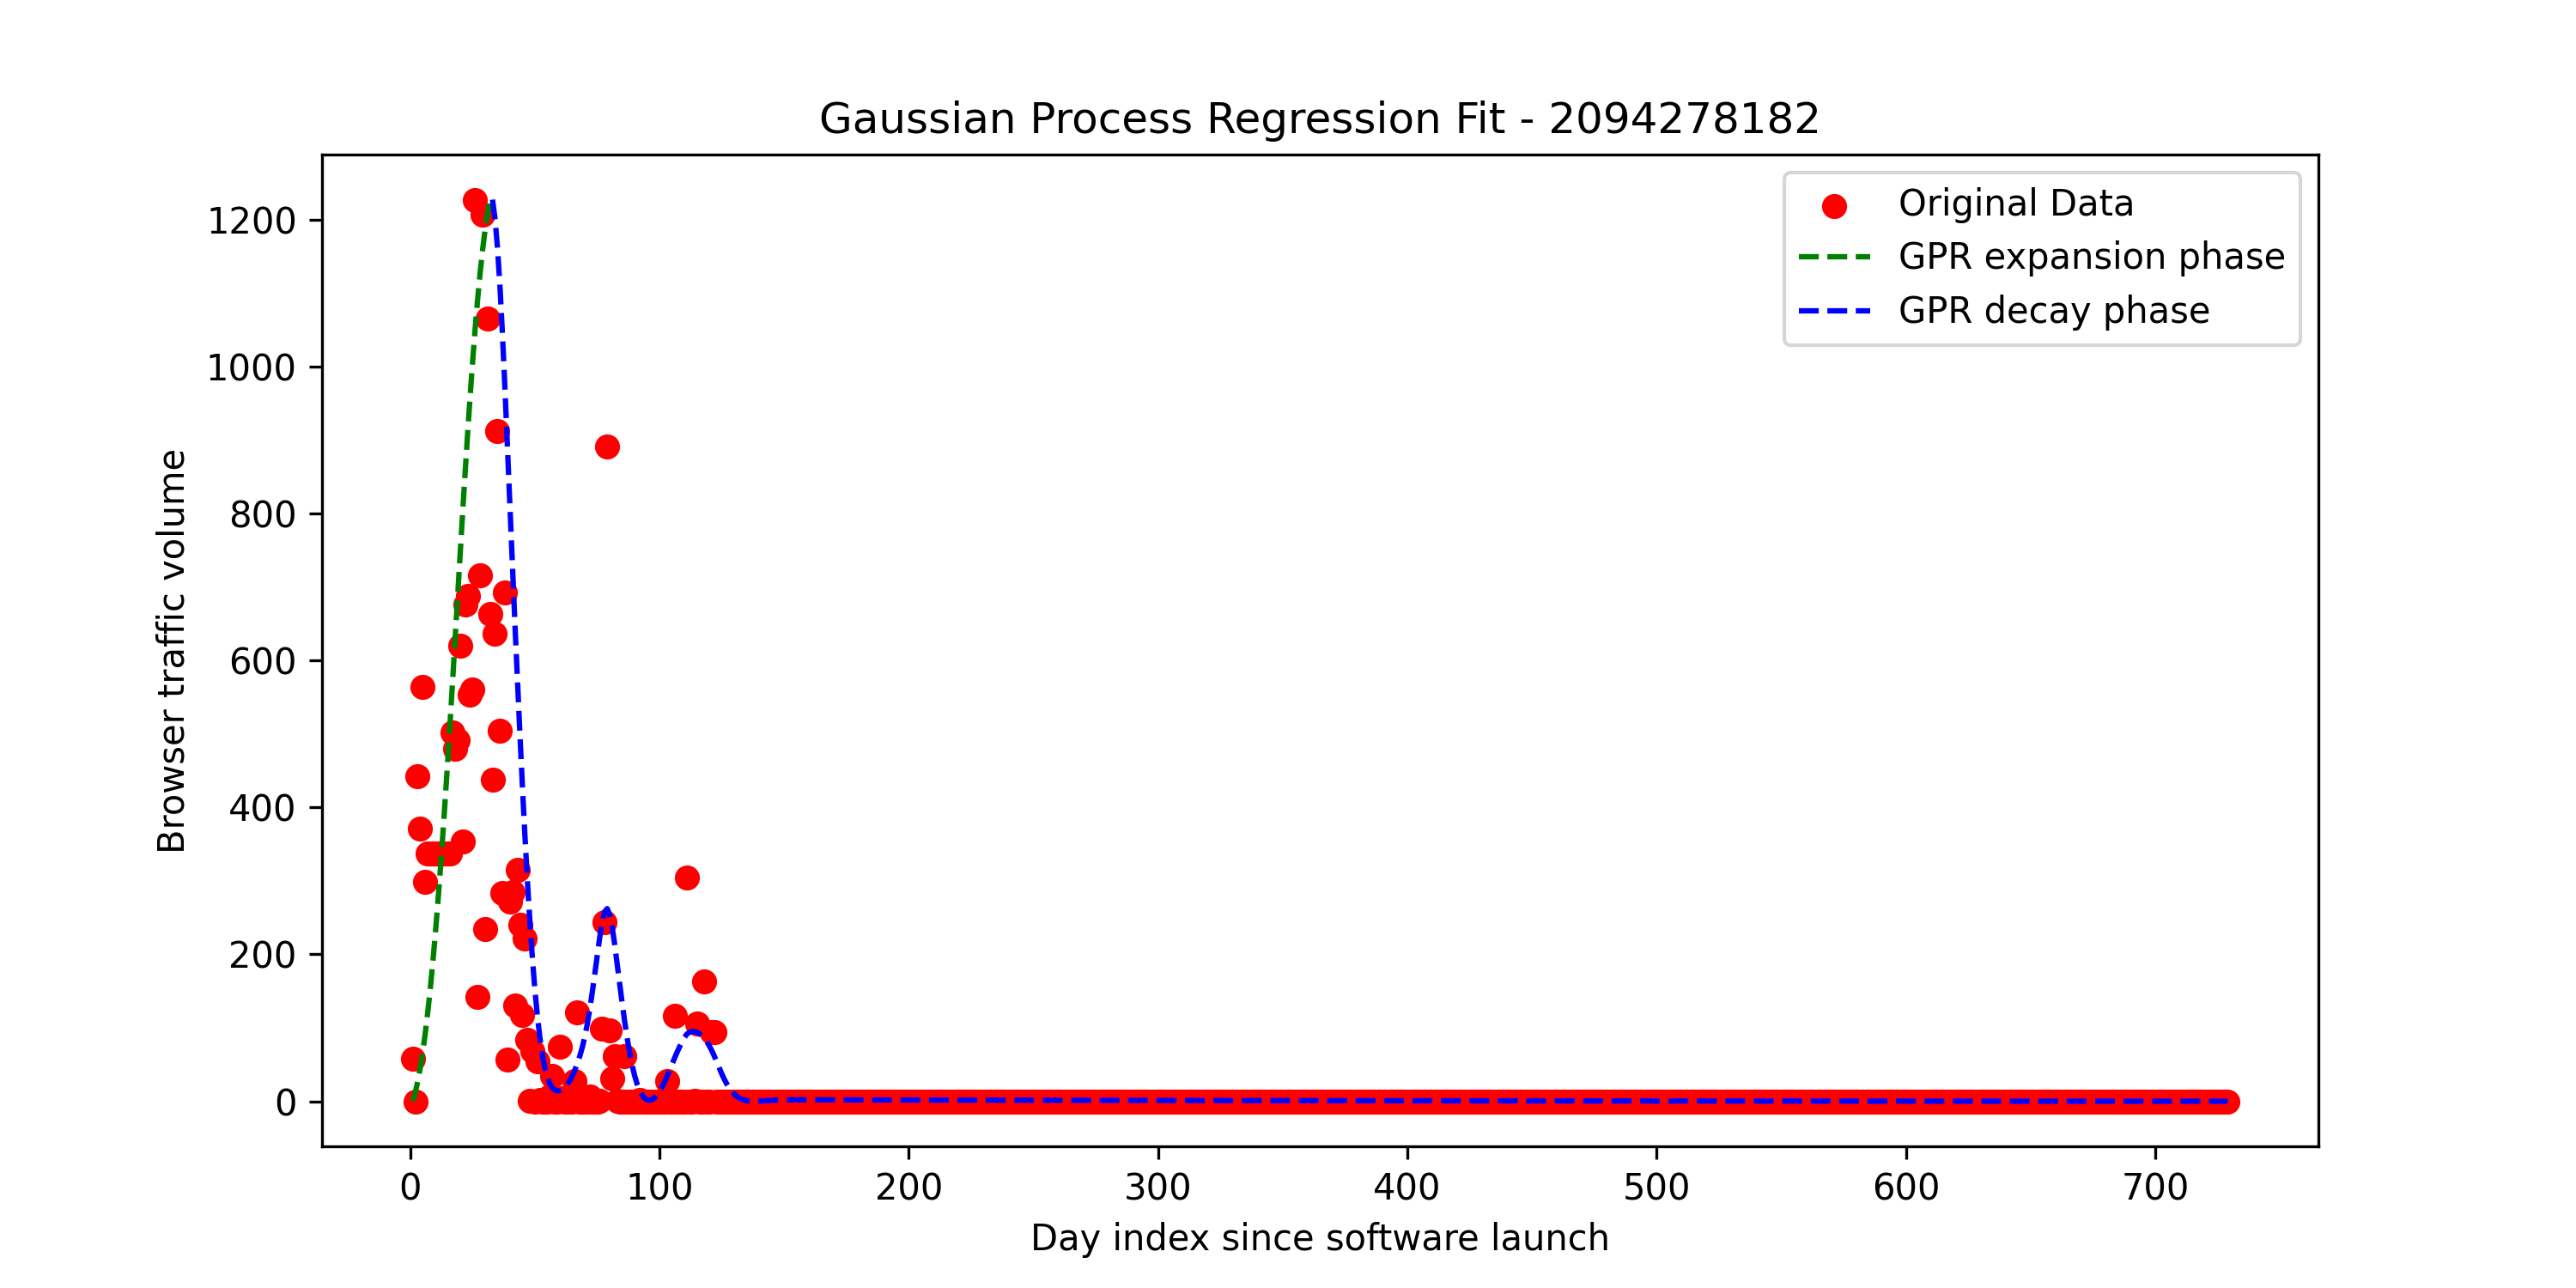 Gaussian Process Regression Fit - 2094278182
Original Data
GPR expansion phase
GPR decay phase
Browser traffic volume
1200
1000
800
600
400
200
0
0 100 200 300 400 500 600 700
Day index since software launch